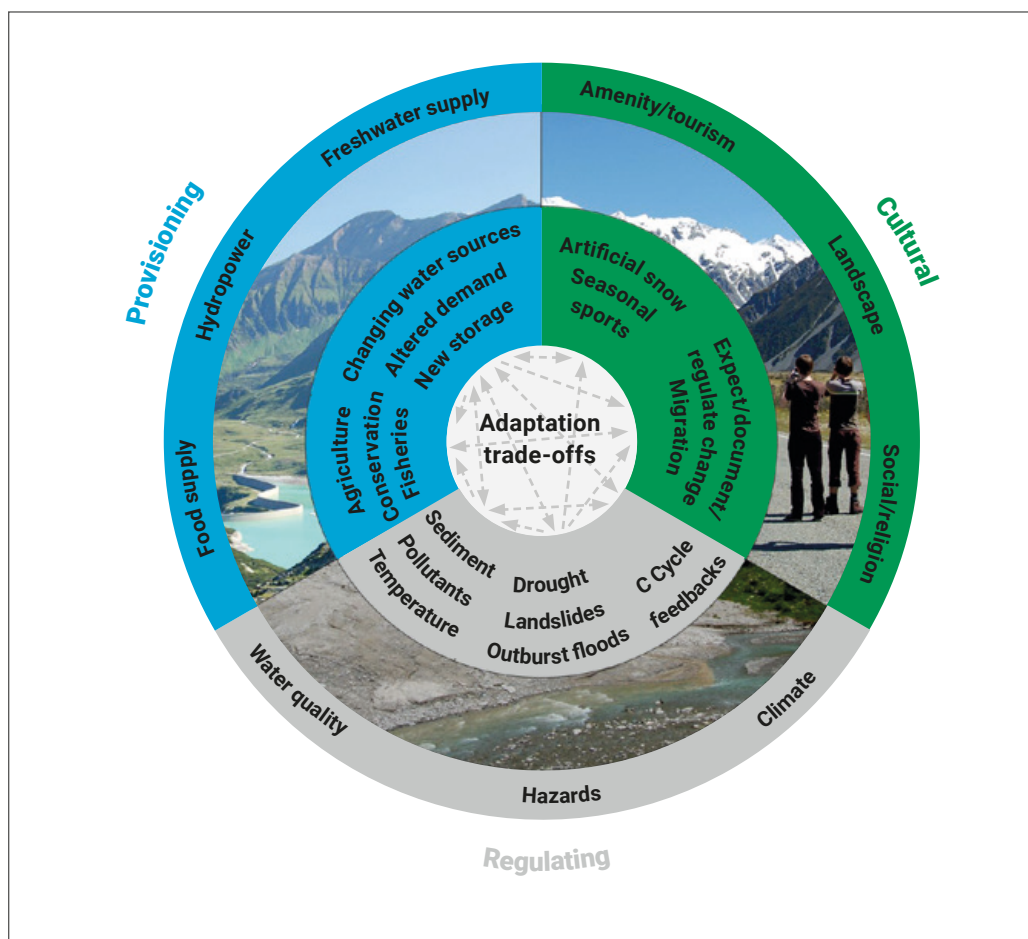 Provisioning
Freshwater supply
Hydropower
Food supply
Changing water sources
Altered demand
New storage
Agriculture
Conservation
Fisheries
Cultural
Amenity/tourism
Landscape
Social/religion
Artificial snow
Seasonal
sports
Expect/document/
regulate change
Migration
Adaptation
trade-offs
Sediment
Pollutants
Temperature
Drought
Landslides
Outburst floods
C Cycle
feedbacks
Water quality
Hazards
Climate
Regulating